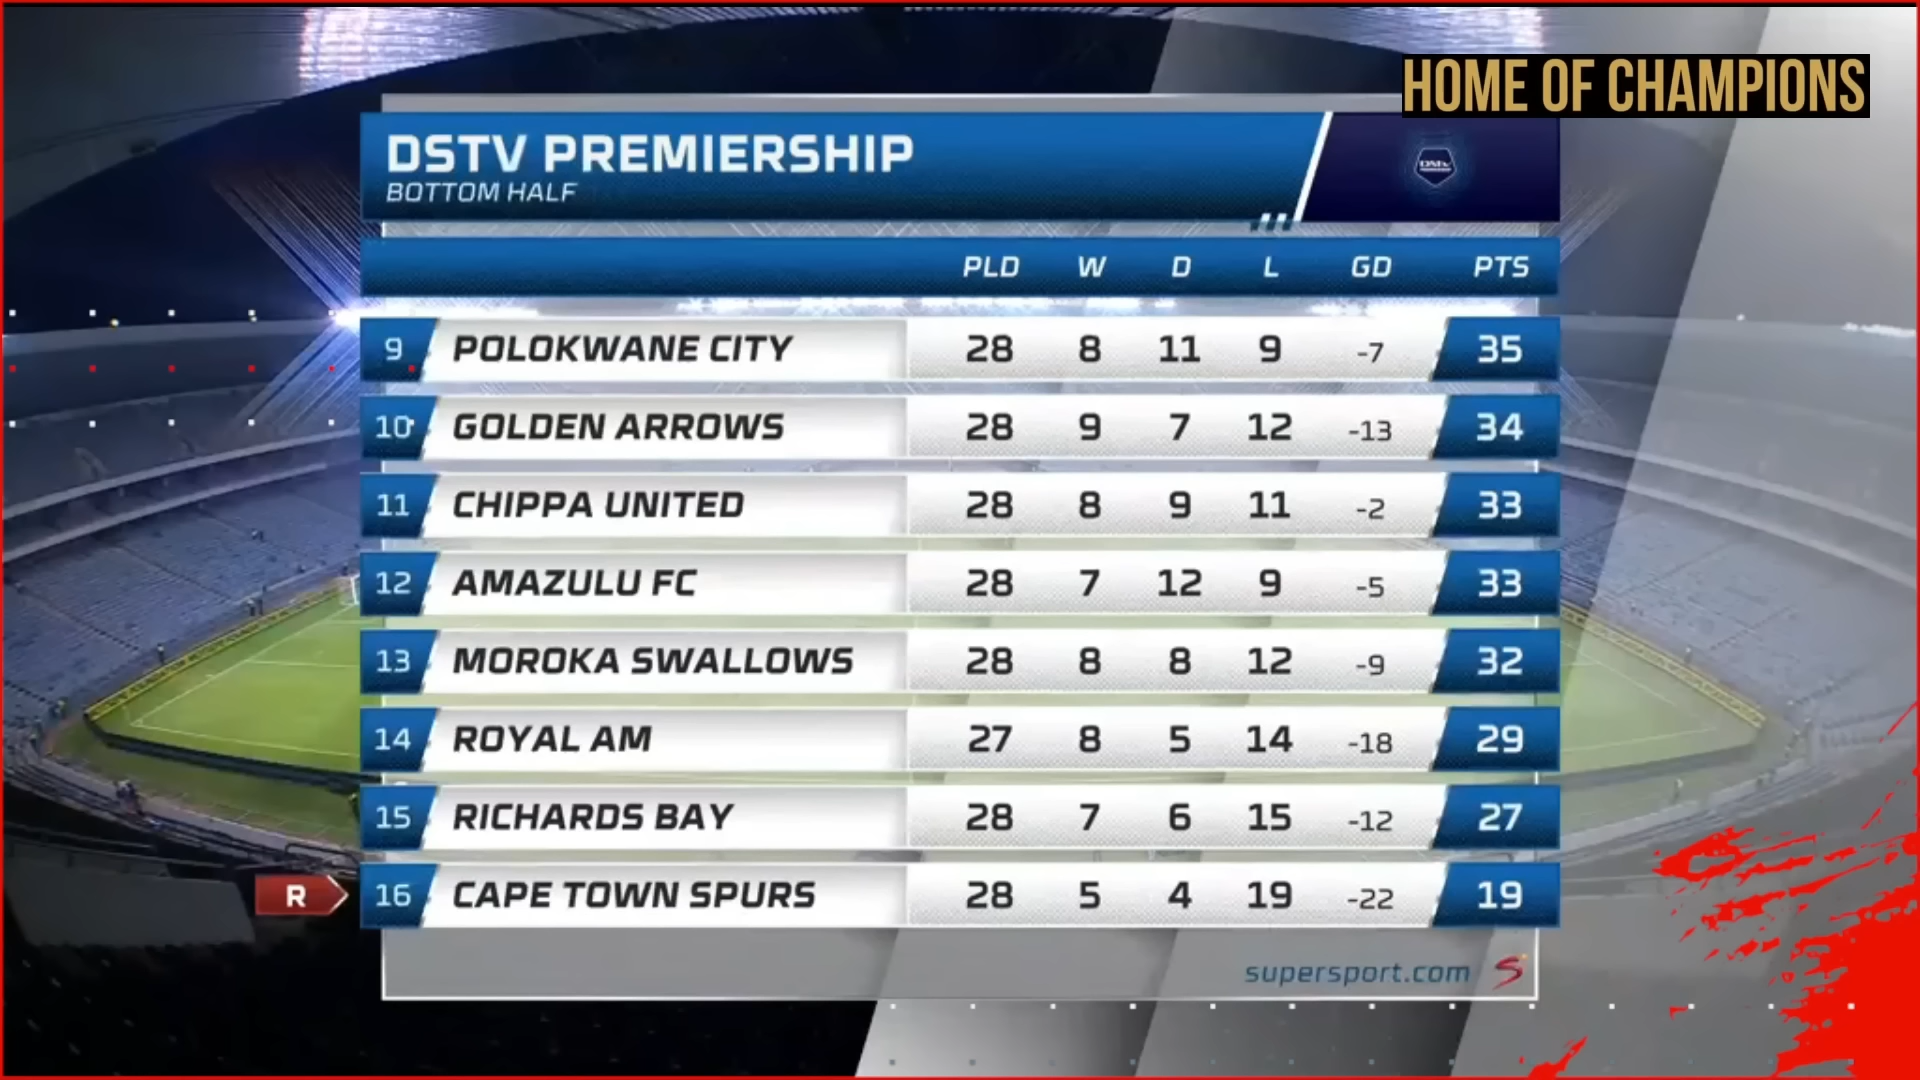 HOME OF CHAMPIONS
DSTV PREMIERSHIP
BOTTOM HALF
DStv
PLD W D L GD PTS
9 POLOKWANE CITY 28 8 11 9 -7 35
10 GOLDEN ARROWS 28 9 7 12 -13 34
11 CHIPPA UNITED 28 8 9 11 -2 33
12 AMAZULU FC 28 7 12 9 -5 33
13 MOROKA SWALLOWS 28 8 8 12 -9 32
14 ROYAL AM 27 8 5 14 -18 29
15 RICHARDS BAY 28 7 6 15 -12 27
R 16 CAPE TOWN SPURS 28 5 4 19 -22 19
supersport.com S